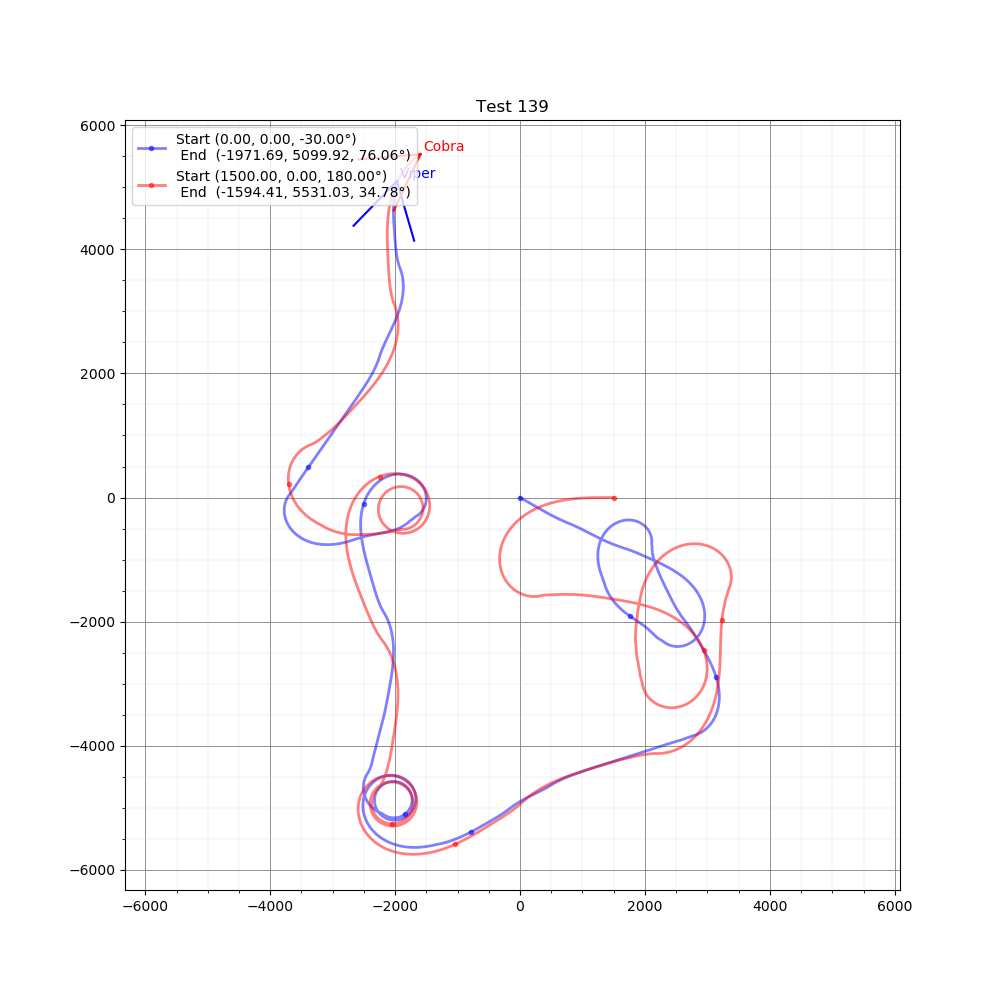 Test 139
Start (0.00, 0.00, -30.00°)
End (-1971.69, 5099.92, 76.06°)
Start (1500.00, 0.00, 180.00°)
End (-1594.41, 5531.03, 34.78°)
Cobra
Viper
6000
4000
2000
0
−2000
−4000
−6000
−6000 −4000 −2000 0 2000 4000 6000